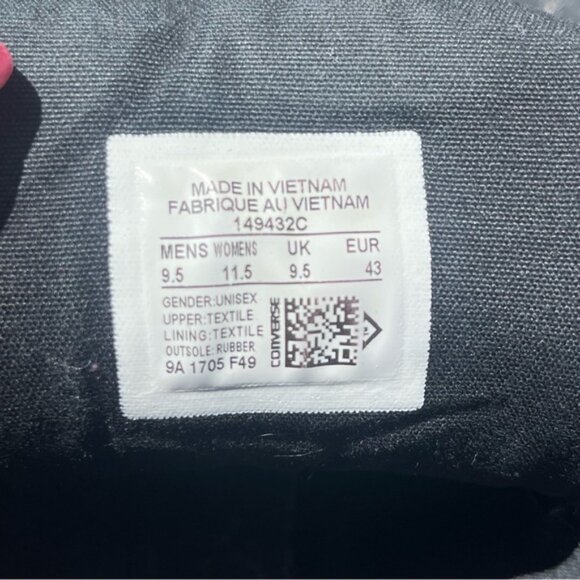 MADE IN VIETNAM
FABRIQUE AU VIETNAM
149432C
MENS WOMENS UK EUR
9.5 11.5 9.5 43
GENDER:UNISEX
UPPER:TEXTILE
LINING:TEXTILE
OUTSOLE:RUBBER
9A 1705 F49
CONVERSE